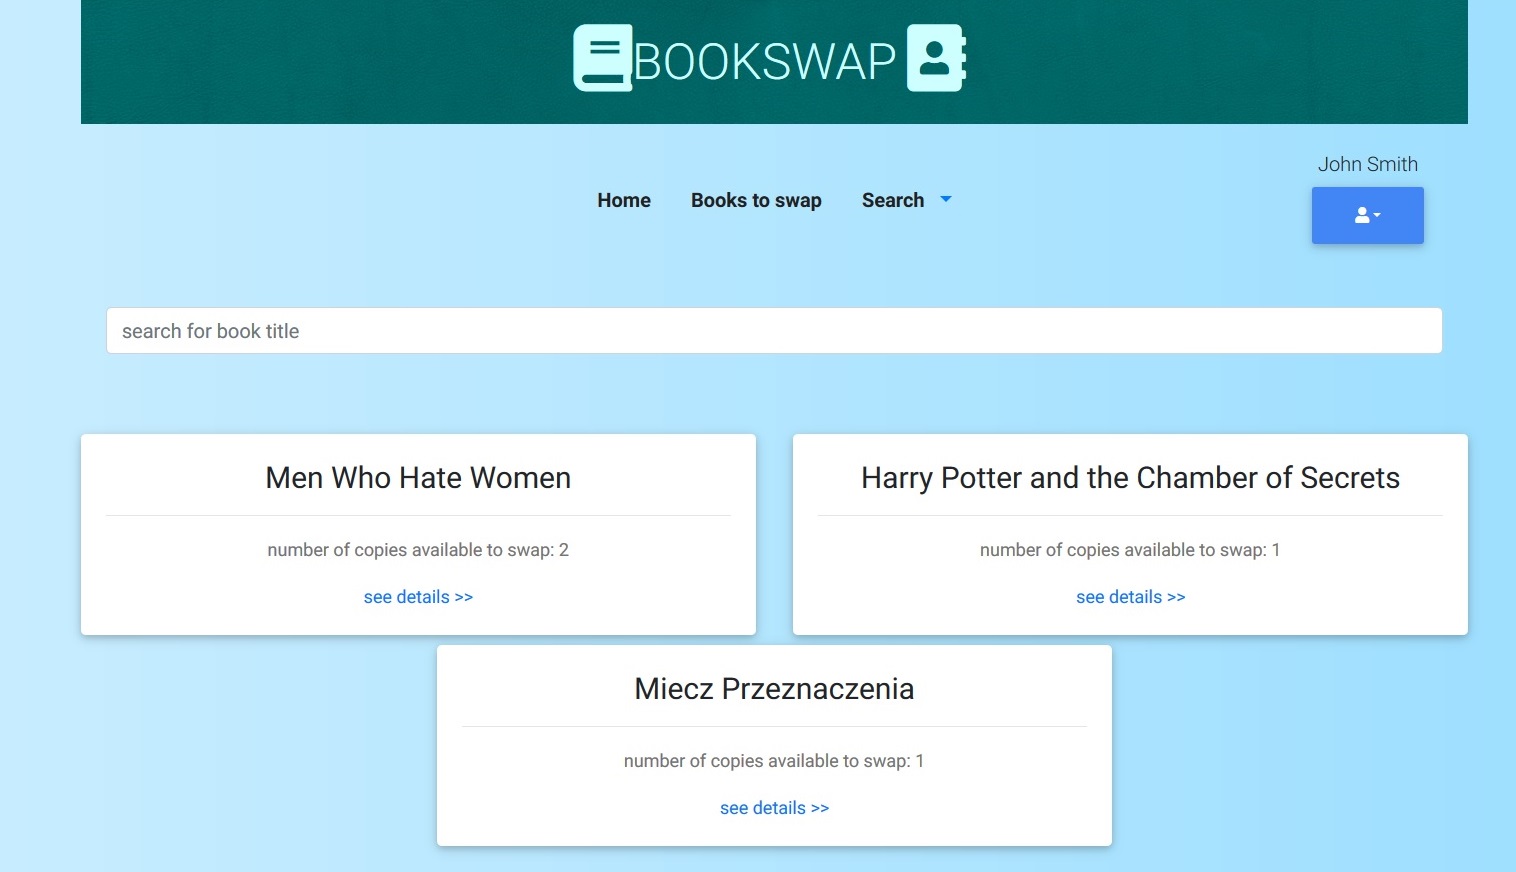 BOOKSWAP
John Smith
Home Books to swap Search
search for book title
Men Who Hate Women
number of copies available to swap: 2
see details >>
Harry Potter and the Chamber of Secrets
number of copies available to swap: 1
see details >>
Miecz Przeznaczenia
number of copies available to swap: 1
see details >>